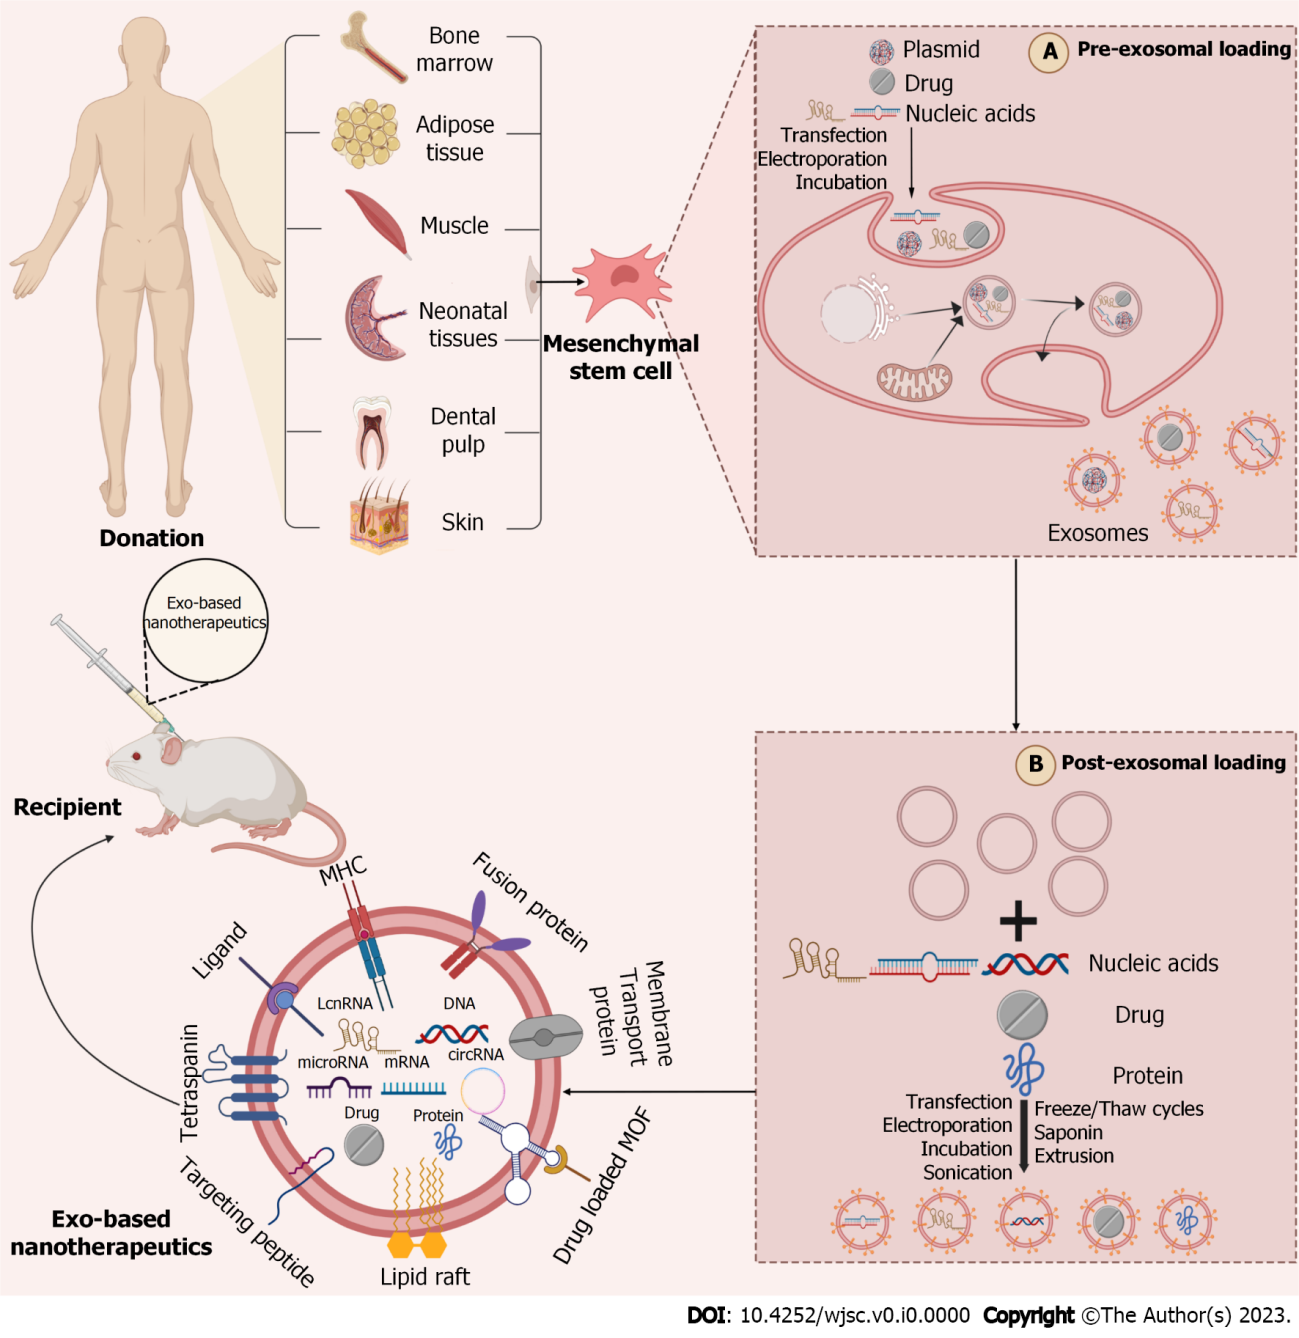 Bone
marrow
Adipose
tissue
Muscle
Neonatal
tissues
Dental
pulp
Skin
Donation
Mesenchymal
stem cell
A Pre-exosomal loading
Plasmid
Drug
Nucleic acids
Transfection
Electroporation
Incubation
Exosomes
B Post-exosomal loading
Nucleic acids
Drug
Protein
Transfection
Electroporation
Incubation
Sonication
Freeze/Thaw cycles
Saponin
Extrusion
Exo-based
nanotherapeutics
Recipient
MHC
Fusion protein
Ligand
Membrane
Transport
protein
Tetraspanin
LcnRNA
DNA
microRNA
mRNA
circRNA
Drug
Protein
Drug loaded MOF
Targeting peptide
Lipid raft
Exo-based
nanotherapeutics
DOI: 10.4252/wjsc.v0.i0.0000 Copyright ©The Author(s) 2023.